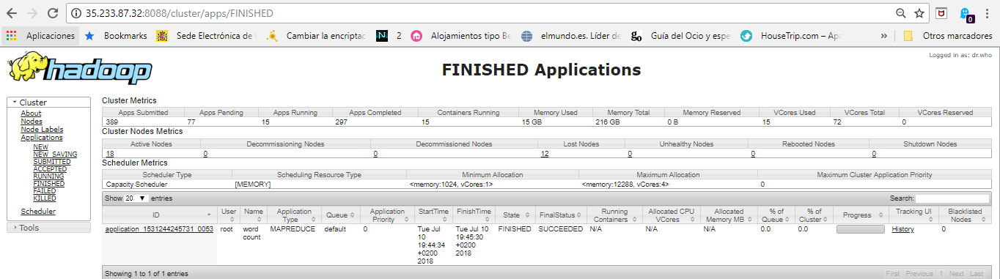 35.233.87.32:8088/cluster/apps/FINISHED
0
Aplicaciones Bookmarks Sede Electrónica de Cambiar la encriptac N 2 Alojamientos tipo Be elmundo.es. Líder de go Guía del Ocio y espe HouseTrip.com – Apa » Otros marcadores
Logged in as: dr.who
hadoop
FINISHED Applications
Cluster
About
Nodes
Node Labels
Applications
NEW
NEW_SAVING
SUBMITTED
ACCEPTED
RUNNING
FINISHED
FAILED
KILLED
Scheduler
Tools
Cluster Metrics
Apps Submitted Apps Pending Apps Running Apps Completed Containers Running Memory Used Memory Total Memory Reserved VCores Used VCores Total VCores Reserved
389 77 15 297 15 15 GB 216 GB 0 B 15 72 0
Cluster Nodes Metrics
Active Nodes Decommissioning Nodes Decommissioned Nodes Lost Nodes Unhealthy Nodes Rebooted Nodes Shutdown Nodes
18 0 0 12 0 0 0
Scheduler Metrics
Scheduler Type Scheduling Resource Type Minimum Allocation Maximum Allocation Maximum Cluster Application Priority
Capacity Scheduler [MEMORY] <memory:1024, vCores:1> <memory:12288, vCores:4> 0
Show 20 entries Search:
ID User Name Application Type Queue Application Priority StartTime FinishTime State FinalStatus Running Containers Allocated CPU VCores Allocated Memory MB % of Queue % of Cluster Progress Tracking UI Blacklisted Nodes
application_1531244245731_0053 root word count MAPREDUCE default 0 Tue Jul 10 19:44:34 +0200 2018 Tue Jul 10 19:45:30 +0200 2018 FINISHED SUCCEEDED N/A N/A N/A 0.0 0.0 History 0
Showing 1 to 1 of 1 entries First Previous 1 Next Last